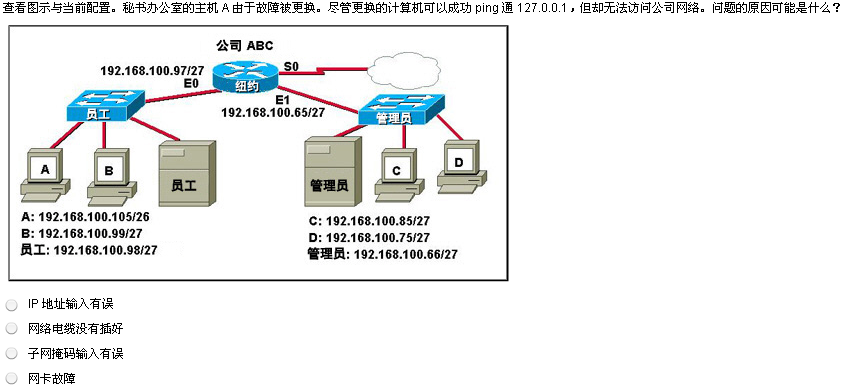 查看图示与当前配置。秘书办公室的主机 A 由于故障被更换。尽管更换的计算机可以成功 ping 通 127.0.0.1，但却无法访问公司网络。问题的原因可能是什么？
公司 ABC
192.168.100.97/27
E0
S0
纽约
E1
192.168.100.65/27
员工
管理员
A
B
员工
管理员
C
D
A: 192.168.100.105/26
B: 192.168.100.99/27
员工: 192.168.100.98/27
C: 192.168.100.85/27
D: 192.168.100.75/27
管理员: 192.168.100.66/27
IP 地址输入有误
网络电缆没有插好
子网掩码输入有误
网卡故障